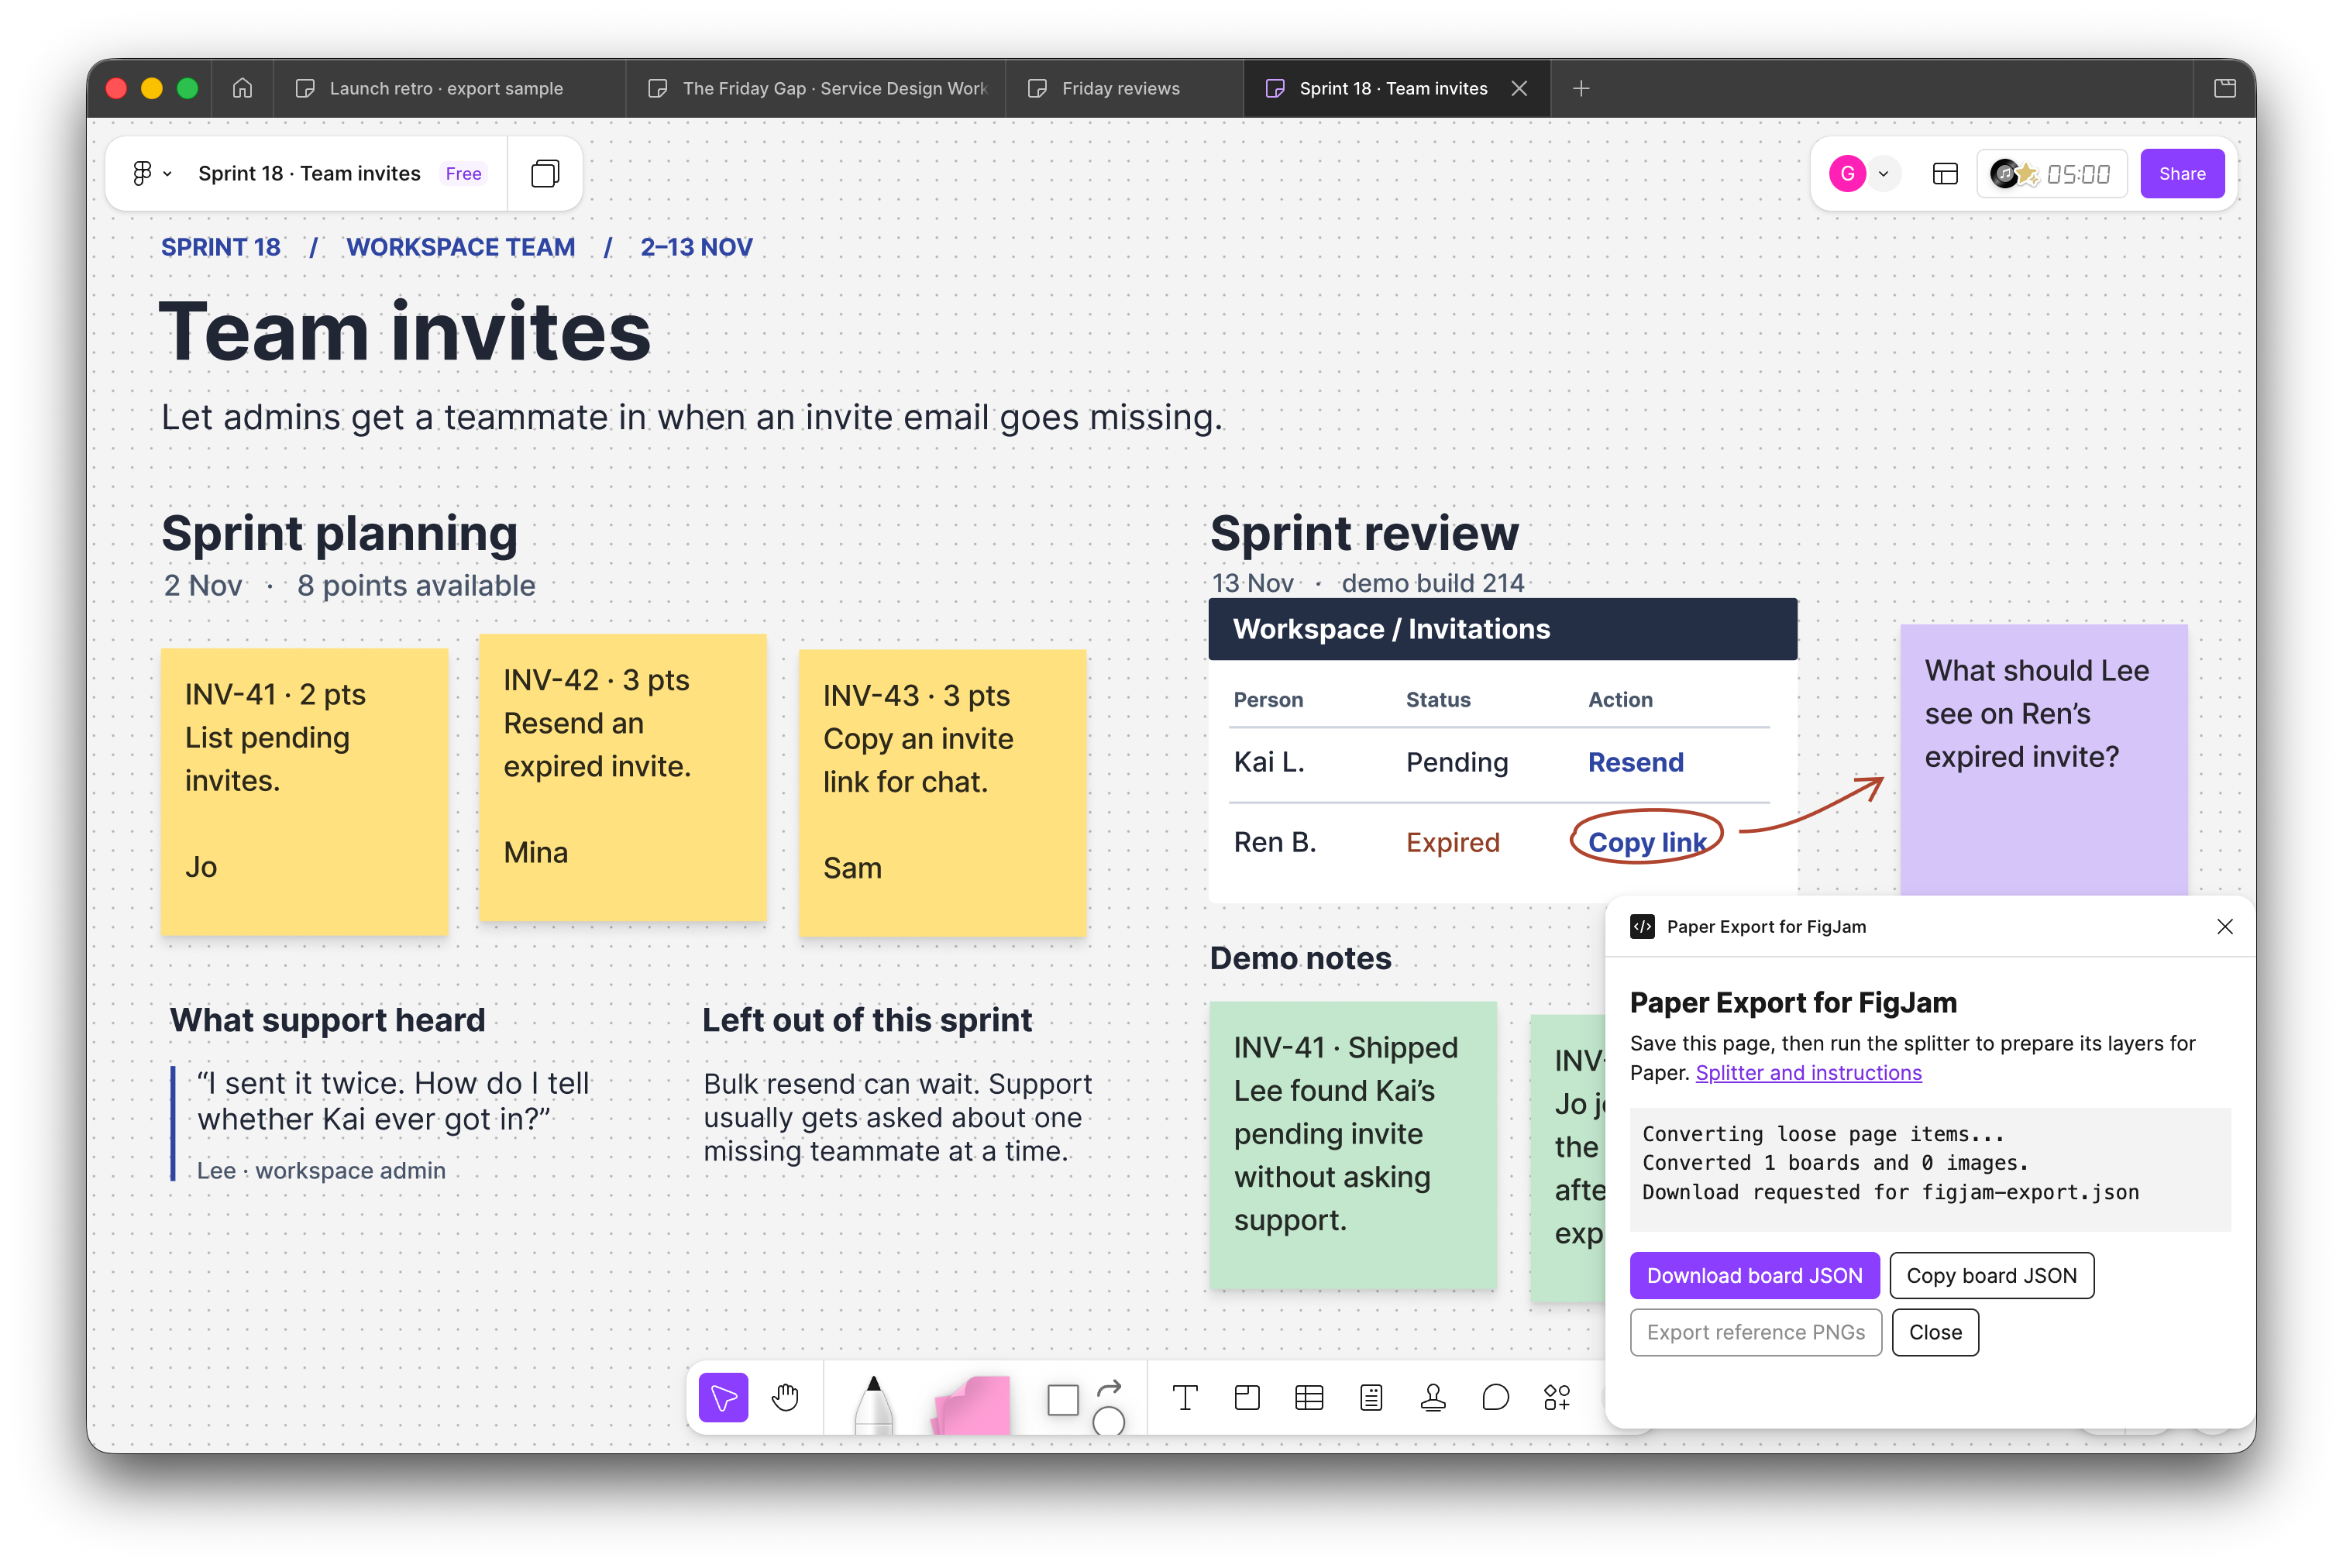 Launch retro · export sample
The Friday Gap · Service Design Work
Friday reviews
Sprint 18 · Team invites
Sprint 18 · Team invites
Free
G
05:00
Share
SPRINT 18 / WORKSPACE TEAM / 2–13 NOV
Team invites
Let admins get a teammate in when an invite email goes missing.
Sprint planning
2 Nov · 8 points available
INV-41 · 2 pts
List pending
invites.
Jo
INV-42 · 3 pts
Resend an
expired invite.
Mina
INV-43 · 3 pts
Copy an invite
link for chat.
Sam
What support heard
“I sent it twice. How do I tell
whether Kai ever got in?”
Lee · workspace admin
Left out of this sprint
Bulk resend can wait. Support
usually gets asked about one
missing teammate at a time.
Sprint review
13 Nov · demo build 214
Workspace / Invitations
Person Status Action
Kai L. Pending Resend
Ren B. Expired Copy link
What should Lee
see on Ren’s
expired invite?
Demo notes
INV-41 · Shipped
Lee found Kai’s
pending invite
without asking
support.
INV-
Jo j
the
afte
exp
Paper Export for FigJam
Paper Export for FigJam
Save this page, then run the splitter to prepare its layers for
Paper. Splitter and instructions
Converting loose page items...
Converted 1 boards and 0 images.
Download requested for figjam-export.json
Download board JSON
Copy board JSON
Export reference PNGs
Close